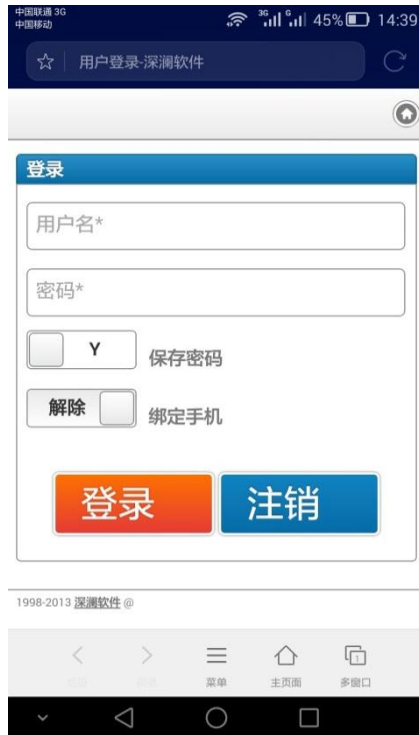 中国联通 3G
中国移动
3G G 45% 14:39
用户登录-深澜软件
登录
用户名*
密码*
Y 保存密码
解除 绑定手机
登录 注销
1998-2013 深澜软件 @
菜单 主页面 1 多窗口